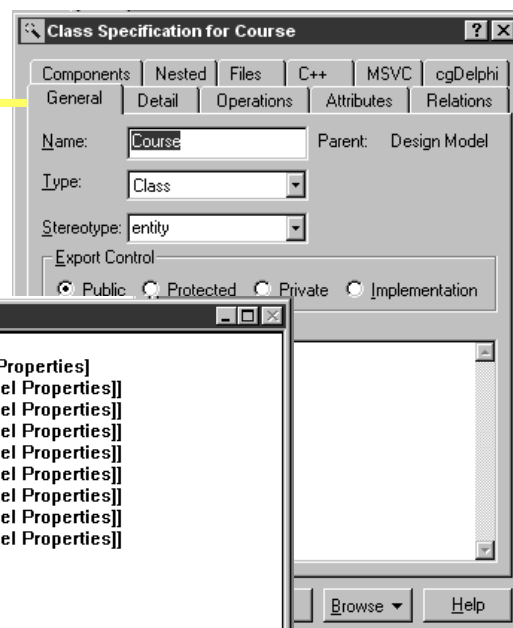 Class Specification for Course
Components Nested Files C++ MSVC cgDelphi
General Detail Operations Attributes Relations
Name: Course Parent: Design Model
Type: Class
Stereotype: entity
Export Control
Public Protected Private Implementation
Properties]
el Properties]]
el Properties]]
el Properties]]
el Properties]]
el Properties]]
el Properties]]
el Properties]]
el Properties]]
Browse Help